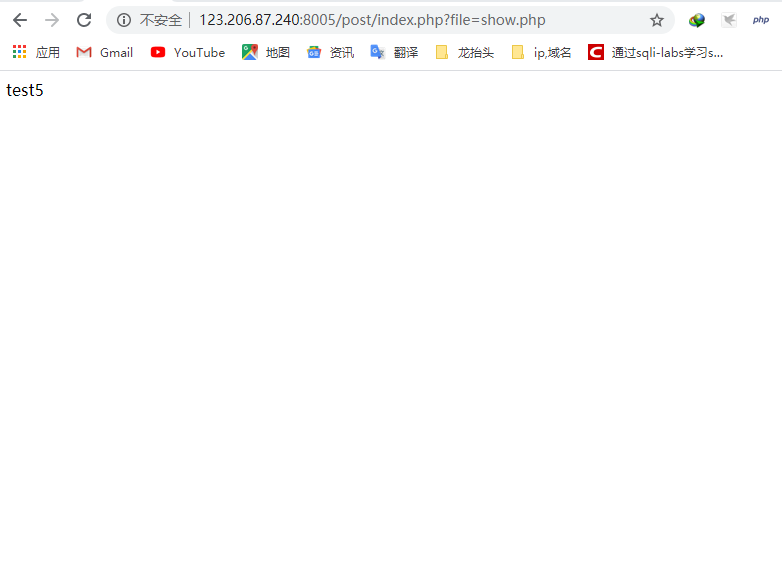 不安全 123.206.87.240:8005/post/index.php?file=show.php php
应用 Gmail YouTube 地图 资讯 翻译 龙抬头 ip,域名 C 通过sqli-labs学习s...
test5